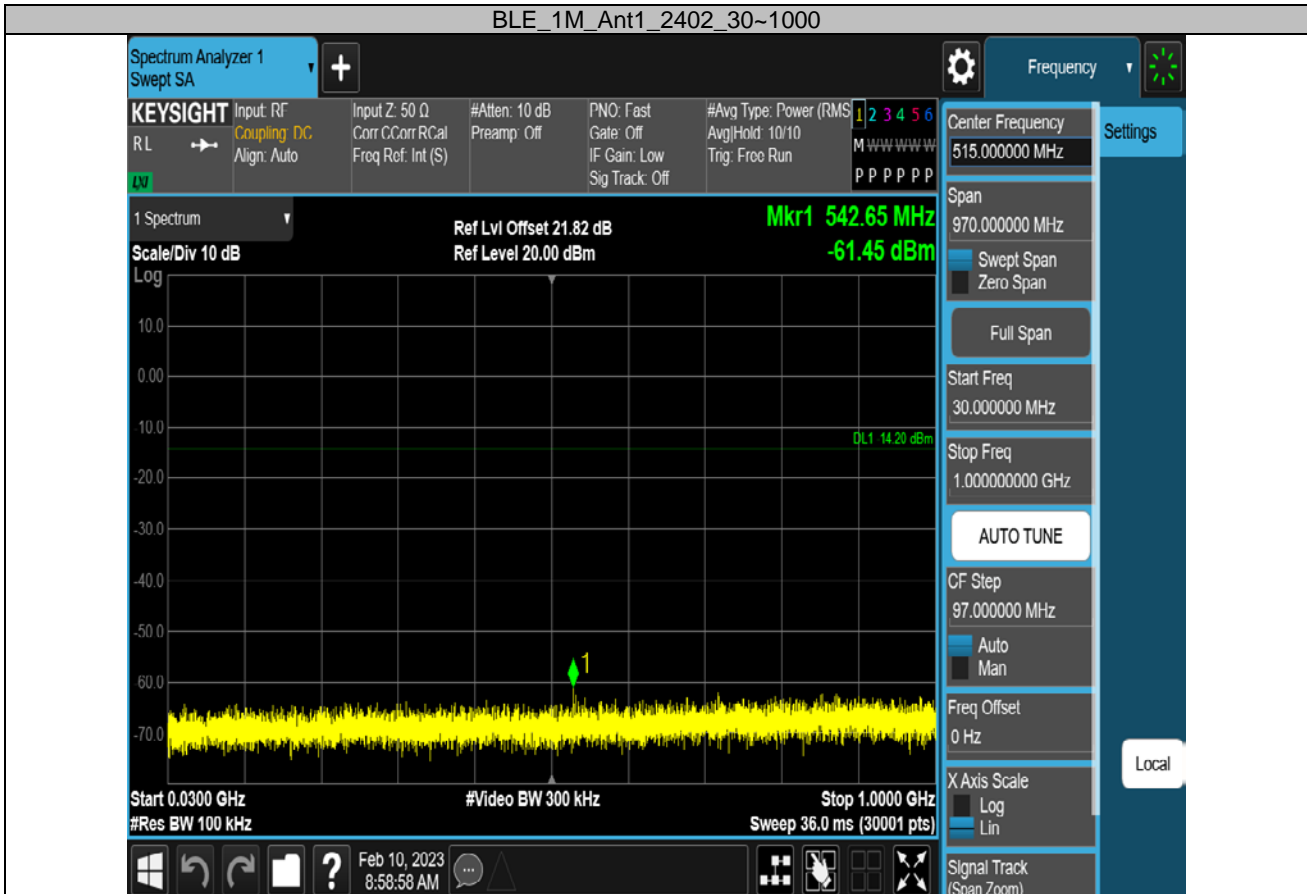 BLE_1M_Ant1_2402_30~1000
Spectrum Analyzer 1
Swept SA
Frequency
KEYSIGHT
RL
LXI
Input: RF
Coupling: DC
Align: Auto
Input Z: 50 Ω
Corr CCorr RCal
Freq Ref: Int (S)
#Atten: 10 dB
Preamp: Off
PNO: Fast
Gate: Off
IF Gain: Low
Sig Track: Off
#Avg Type: Power (RMS
Avg|Hold: 10/10
Trig: Free Run
1 2 3 4 5 6
M W W W W W
P P P P P P
1 Spectrum
Scale/Div 10 dB
Log
Ref Lvl Offset 21.82 dB
Ref Level 20.00 dBm
Mkr1 542.65 MHz
-61.45 dBm
10.0
0.00
-10.0
DL1 -14.20 dBm
-20.0
-30.0
-40.0
-50.0
1
-60.0
-70.0
Start 0.0300 GHz
#Res BW 100 kHz
#Video BW 300 kHz
Stop 1.0000 GHz
Sweep 36.0 ms (30001 pts)
?
Feb 10, 2023
8:58:58 AM
Center Frequency
515.000000 MHz
Span
970.000000 MHz
Swept Span
Zero Span
Full Span
Start Freq
30.000000 MHz
Stop Freq
1.000000000 GHz
AUTO TUNE
CF Step
97.000000 MHz
Auto
Man
Freq Offset
0 Hz
X Axis Scale
Log
Lin
Signal Track
(Span Zoom)
Settings
Local